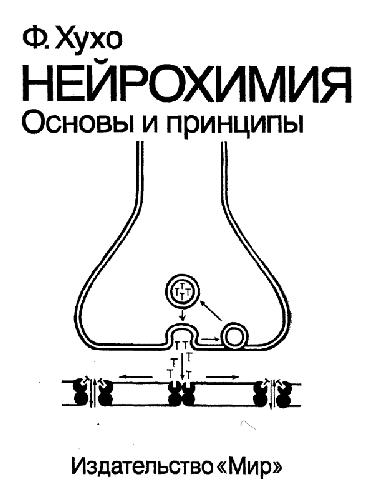 Ф. Хухо
НЕЙРОХИМИЯ
Основы и принципы
T T
T T
T T T
T T
T T
Издательство «Мир»